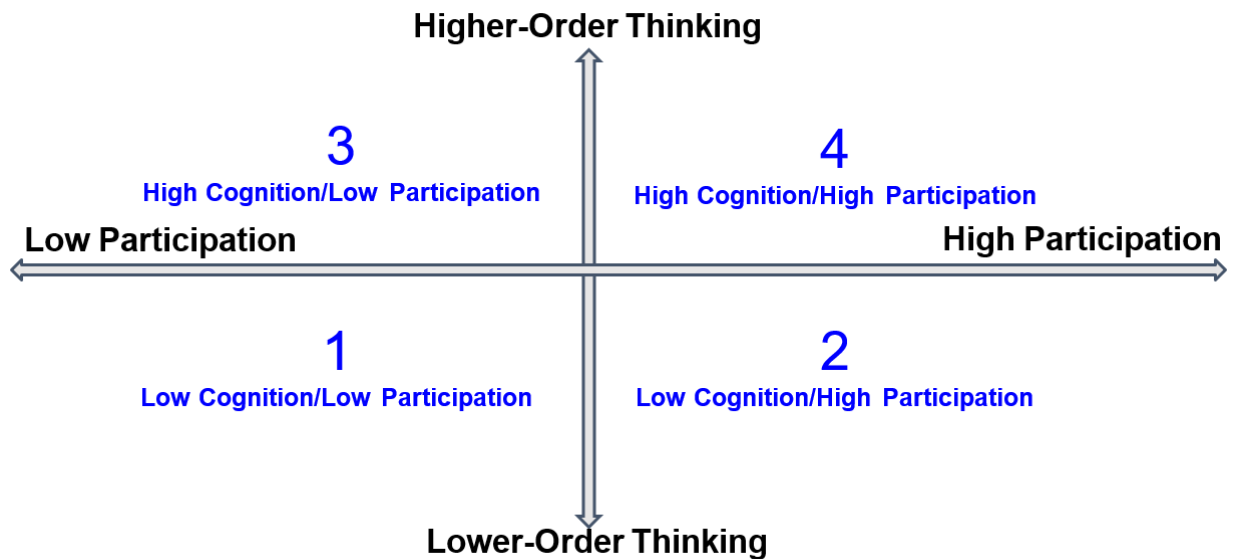 Higher-Order Thinking
3
High Cognition/Low Participation
4
High Cognition/High Participation
Low Participation
High Participation
1
Low Cognition/Low Participation
2
Low Cognition/High Participation
Lower-Order Thinking